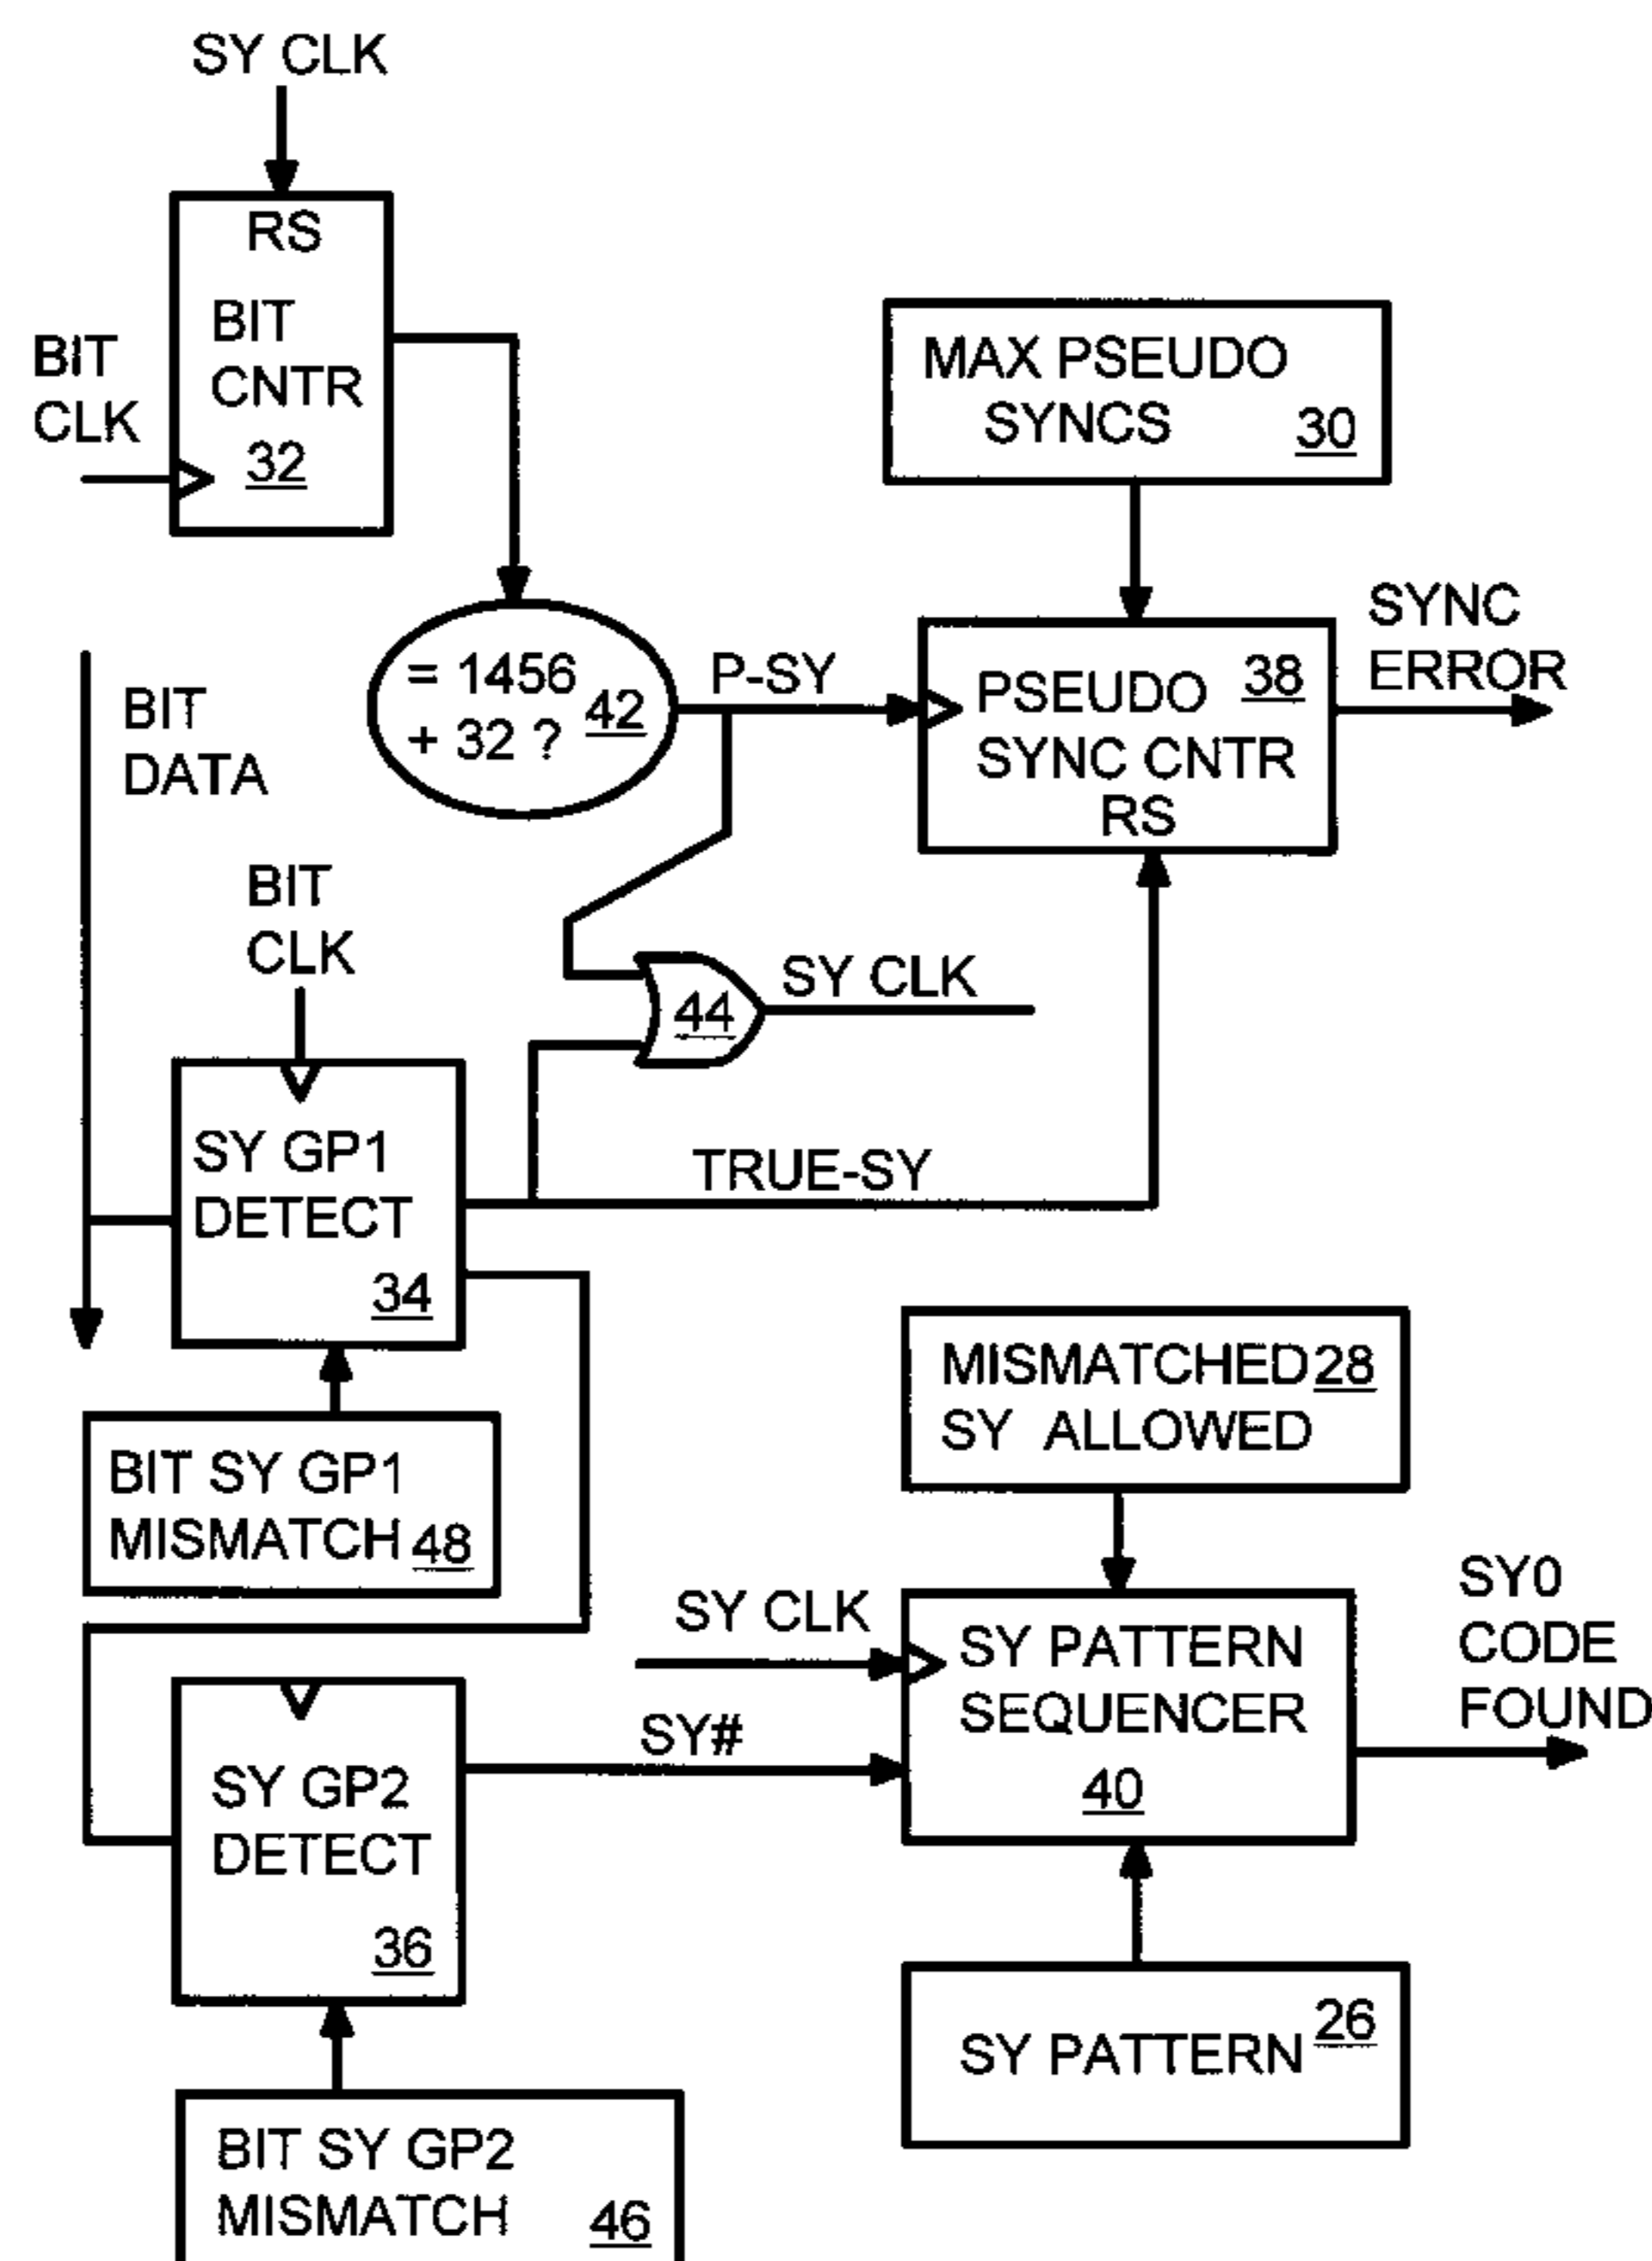 SY CLK
RS
BIT
CNTR
32
BIT
CLK
MAX PSEUDO
SYNCS 30
= 1456
+ 32 ? 42
P-SY
PSEUDO 38
SYNC CNTR
RS
SYNC
ERROR
BIT
DATA
BIT
CLK
44
SY CLK
SY GP1
DETECT
34
TRUE-SY
BIT SY GP1
MISMATCH 48
MISMATCHED 28
SY ALLOWED
SY CLK
SY#
SY PATTERN
SEQUENCER
40
SY0
CODE
FOUND
SY GP2
DETECT
36
SY PATTERN 26
BIT SY GP2
MISMATCH 46